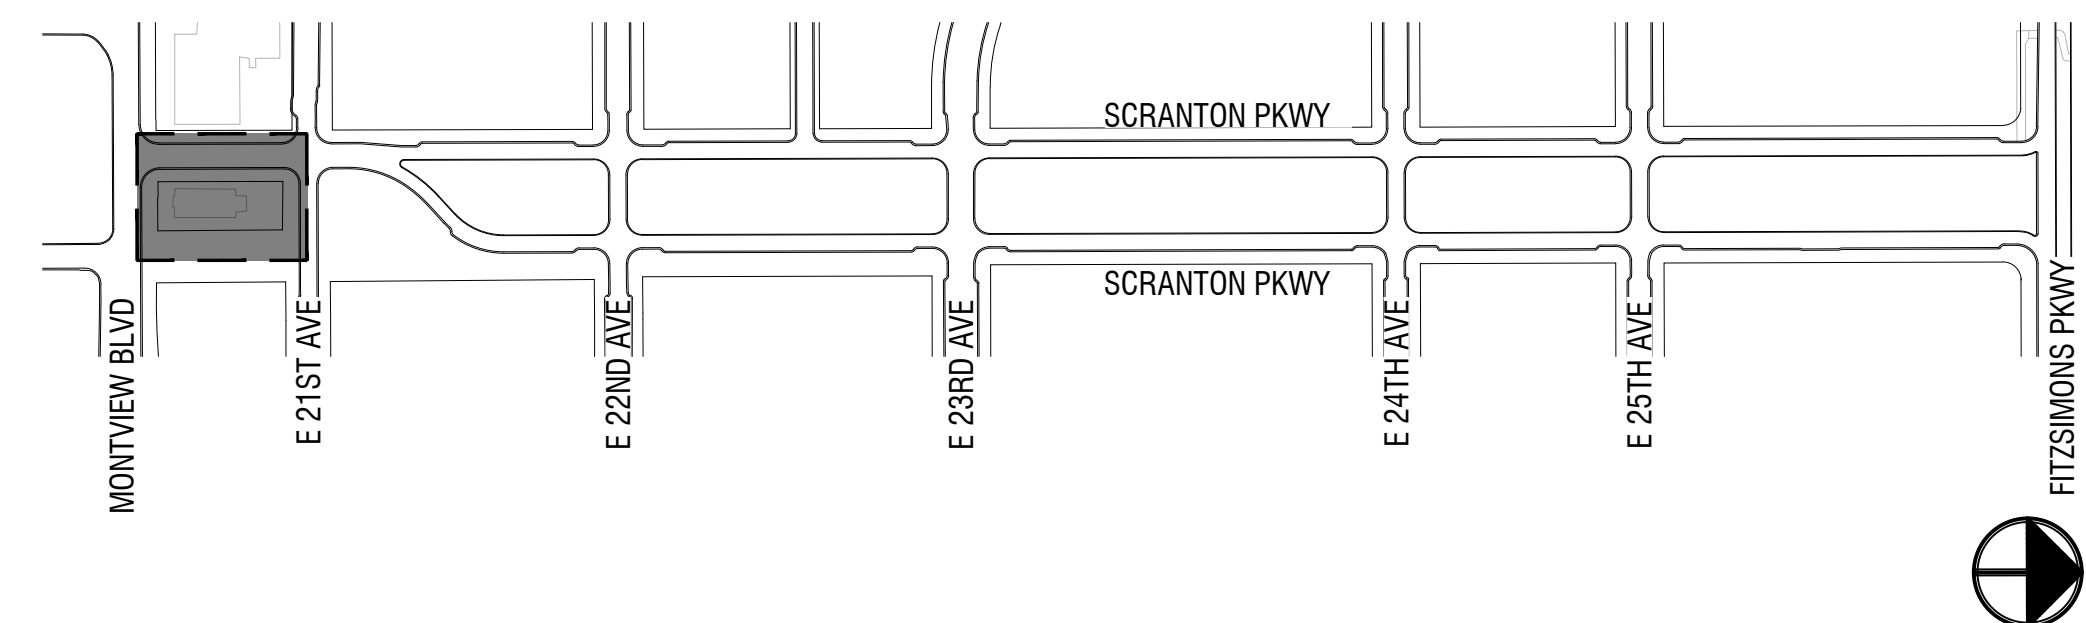 SCRANTON PKWY
SCRANTON PKWY
MONTVIEW BLVD
E 21ST AVE
E 22ND AVE
E 23RD AVE
E 24TH AVE
E 25TH AVE
FITZSIMONS PKWY